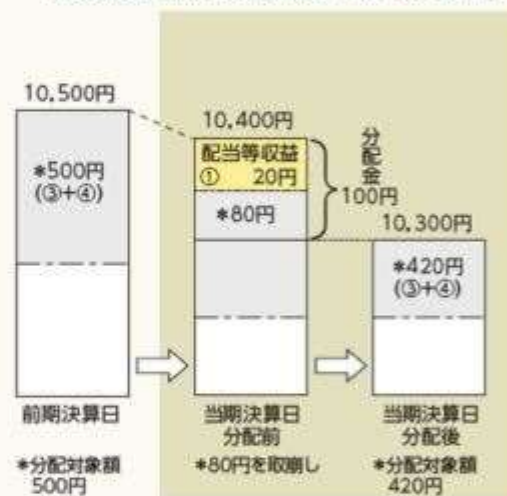 10,500円
*500円
(③+④)
前期決算日
*分配対象額
500円
10,400円
配当等収益
① 20円
*80円
分配金
100円
当期決算日
分配前
*80円を取崩し
10,300円
*420円
(③+④)
当期決算日
分配後
*分配対象額
420円